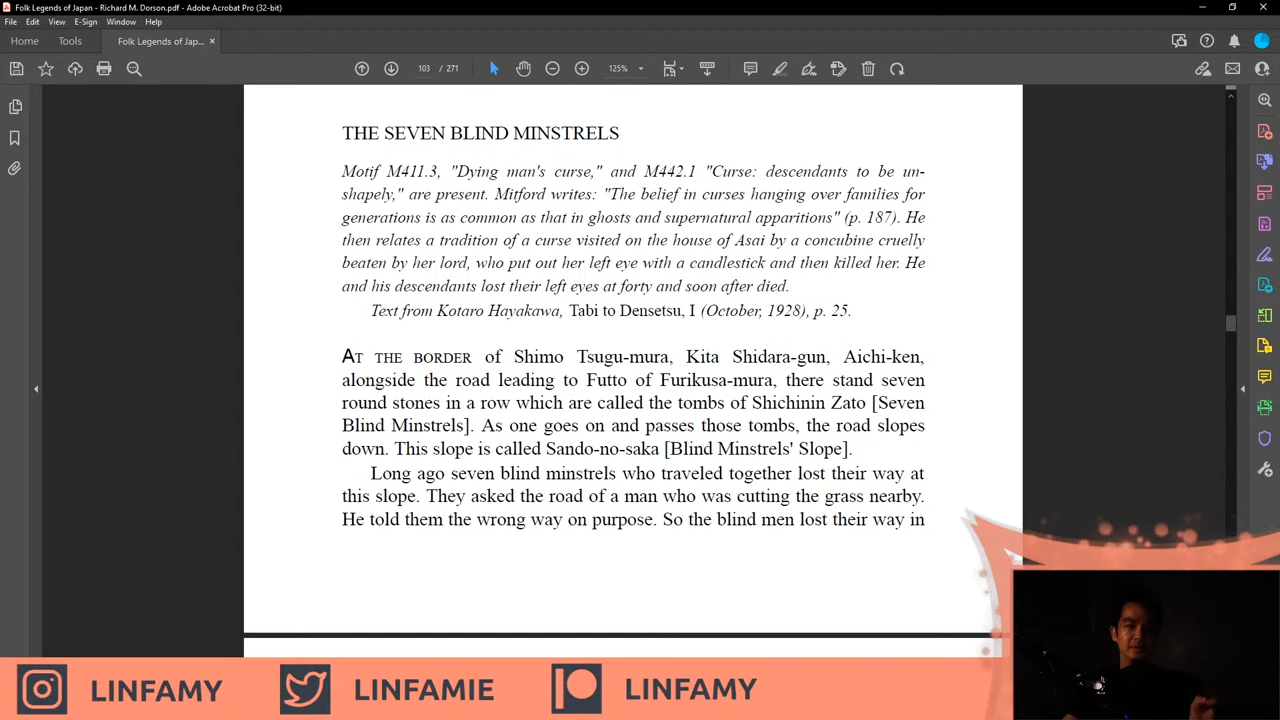 Folk Legends of Japan - Richard M. Dorson.pdf - Adobe Acrobat Pro (32-bit)
File Edit View E-Sign Window Help
Home Tools Folk Legends of Jap... ×
103 / 271 125%
THE SEVEN BLIND MINSTRELS
Motif M411.3, "Dying man's curse," and M442.1 "Curse: descendants to be un-
shapely," are present. Mitford writes: "The belief in curses hanging over families for
generations is as common as that in ghosts and supernatural apparitions" (p. 187). He
then relates a tradition of a curse visited on the house of Asai by a concubine cruelly
beaten by her lord, who put out her left eye with a candlestick and then killed her. He
and his descendants lost their left eyes at forty and soon after died.
Text from Kotaro Hayakawa, Tabi to Densetsu, I (October, 1928), p. 25.
AT THE BORDER of Shimo Tsugu-mura, Kita Shidara-gun, Aichi-ken,
alongside the road leading to Futto of Furikusa-mura, there stand seven
round stones in a row which are called the tombs of Shichinin Zato [Seven
Blind Minstrels]. As one goes on and passes those tombs, the road slopes
down. This slope is called Sando-no-saka [Blind Minstrels' Slope].
Long ago seven blind minstrels who traveled together lost their way at
this slope. They asked the road of a man who was cutting the grass nearby.
He told them the wrong way on purpose. So the blind men lost their way in
LINFAMY LINFAMIE LINFAMY